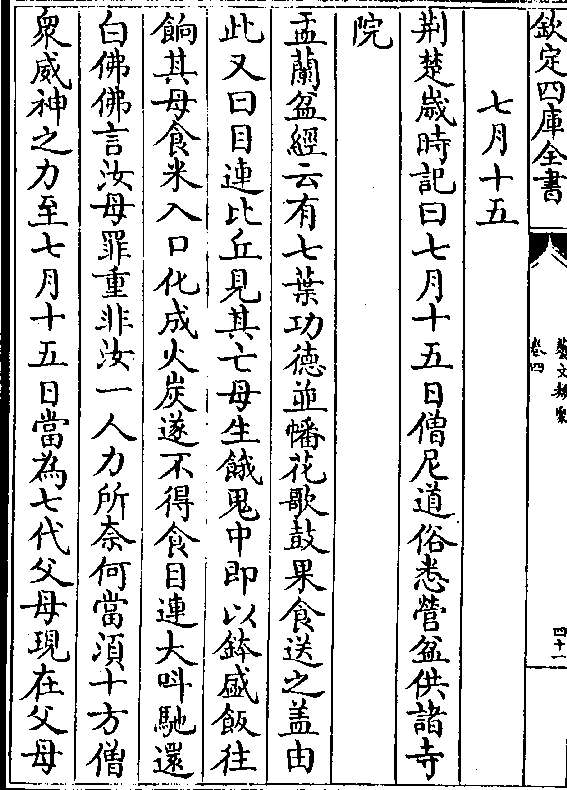 欽定四庫全書
藝文類聚
卷四
四十一
七月十五
荆楚歲時記曰七月十五日僧尼道俗悉營盆供諸寺
院
盂蘭盆經云有七葉功德並幡花歌鼓果食送之盖由
此又曰目連比丘見其亡母生餓鬼中即以鉢盛飯往
餉其母食米入口化成火炭遂不得食目連大叫馳還
白佛佛言汝母罪重非汝一人力所奈何當湏十方僧
衆威神之力至七月十五日當為七代父母現在父母